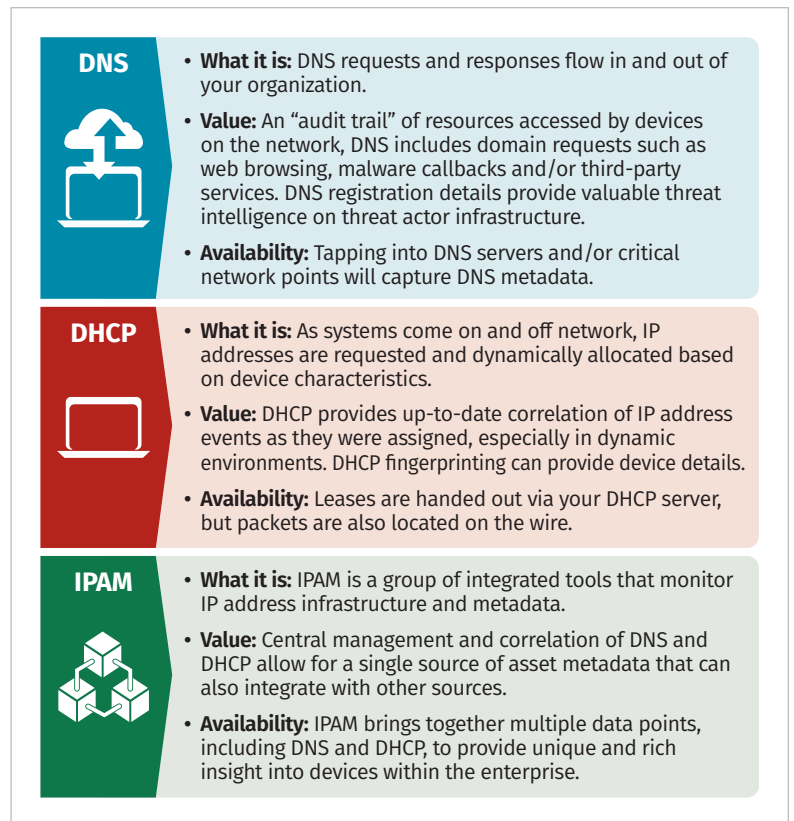 DNS
• What it is: DNS requests and responses flow in and out of
your organization.
• Value: An “audit trail” of resources accessed by devices
on the network, DNS includes domain requests such as
web browsing, malware callbacks and/or third-party
services. DNS registration details provide valuable threat
intelligence on threat actor infrastructure.
• Availability: Tapping into DNS servers and/or critical
network points will capture DNS metadata.
DHCP
• What it is: As systems come on and off network, IP
addresses are requested and dynamically allocated based
on device characteristics.
• Value: DHCP provides up-to-date correlation of IP address
events as they were assigned, especially in dynamic
environments. DHCP fingerprinting can provide device details.
• Availability: Leases are handed out via your DHCP server,
but packets are also located on the wire.
IPAM
• What it is: IPAM is a group of integrated tools that monitor
IP address infrastructure and metadata.
• Value: Central management and correlation of DNS and
DHCP allow for a single source of asset metadata that can
also integrate with other sources.
• Availability: IPAM brings together multiple data points,
including DNS and DHCP, to provide unique and rich
insight into devices within the enterprise.